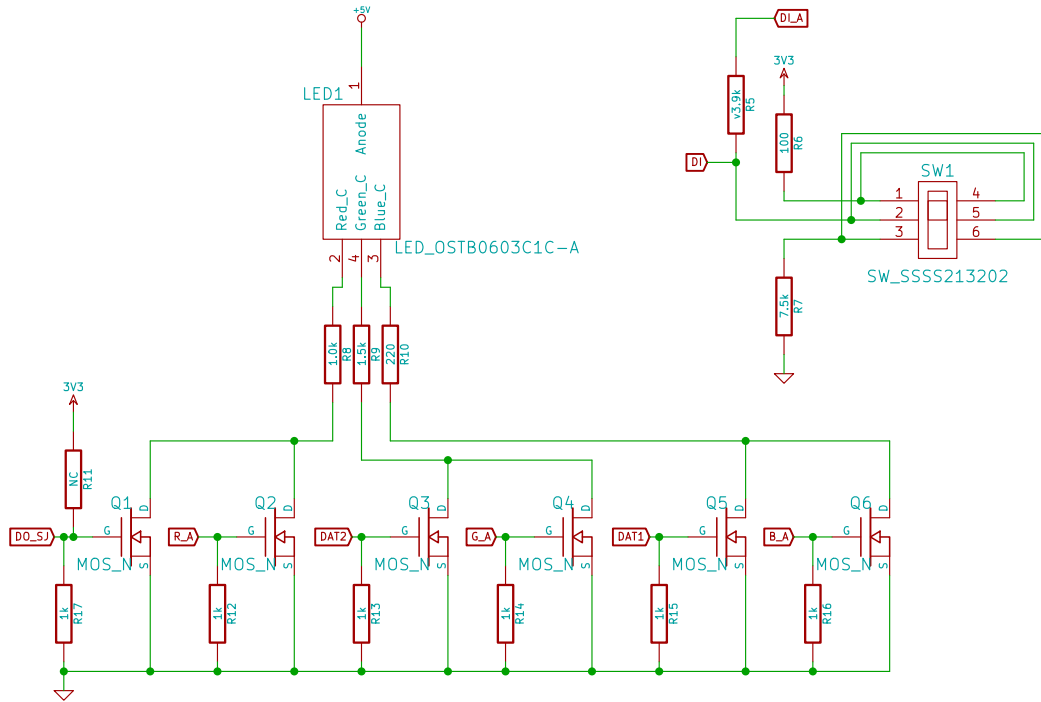 +5V
DI_A
3V3
LED1
1
Anode
Red_C
Green_C
Blue_C
2
4
3
LED_OSTB0603C1C-A
v3.9k
R5
100
R6
DI
SW1
1
2
3
4
5
6
SW_SSSS213202
7.5k
R7
1.0k
R8
1.5k
R9
220
R10
3V3
NC
R11
Q1
D
G
S
MOS_N
DO_SJ
1k
R17
Q2
D
G
S
MOS_N
R_A
1k
R12
Q3
D
G
S
MOS_N
DAT2
1k
R13
Q4
D
G
S
MOS_N
G_A
1k
R14
Q5
D
G
S
MOS_N
DAT1
1k
R15
Q6
D
G
S
MOS_N
B_A
1k
R16